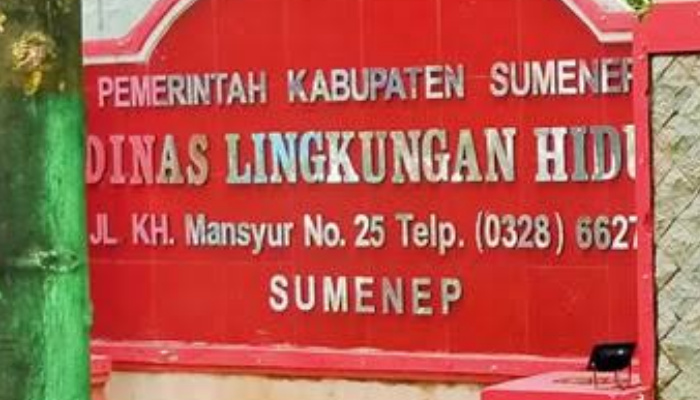 PEMERINTAH KABUPATEN SUMENEP
DINAS LINGKUNGAN HIDU
JL. KH. Mansyur No. 25 Telp. (0328) 6627
SUMENEP